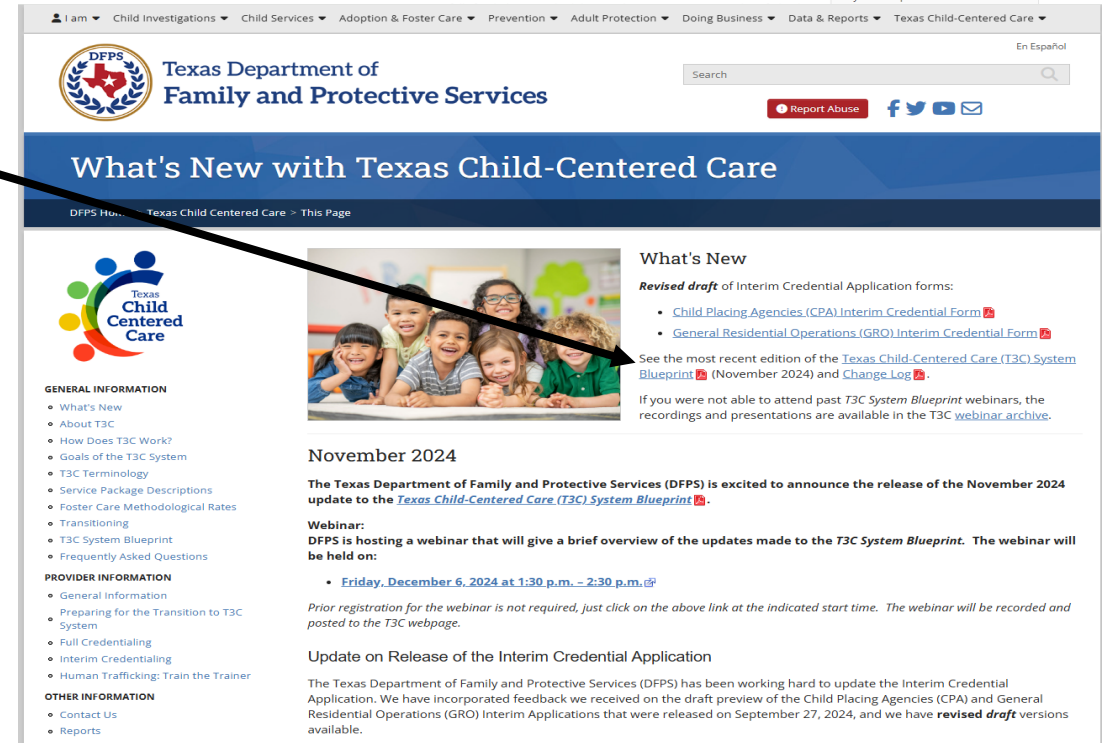 I am Child Investigations Child Services Adoption & Foster Care Prevention Adult Protection Doing Business Data & Reports Texas Child-Centered Care
En Español
DFPS
Texas Department of
Family and Protective Services
Search
Report Abuse
What's New with Texas Child-Centered Care
DFPS Texas Child Centered Care > This Page
Texas
Child
Centered
Care
GENERAL INFORMATION
What's New
About T3C
How Does T3C Work?
Goals of the T3C System
T3C Terminology
Service Package Descriptions
Foster Care Methodological Rates
Transitioning
T3C System Blueprint
Frequently Asked Questions
PROVIDER INFORMATION
General Information
Preparing for the Transition to T3C
System
Full Credentialing
Interim Credentialing
Human Trafficking: Train the Trainer
OTHER INFORMATION
Contact Us
Reports
What's New
Revised draft of Interim Credential Application forms:
Child Placing Agencies (CPA) Interim Credential Form
General Residential Operations (GRO) Interim Credential Form
See the most recent edition of the Texas Child-Centered Care (T3C) System
Blueprint (November 2024) and Change Log .
If you were not able to attend past T3C System Blueprint webinars, the
recordings and presentations are available in the T3C webinar archive.
November 2024
The Texas Department of Family and Protective Services (DFPS) is excited to announce the release of the November 2024
update to the Texas Child-Centered Care (T3C) System Blueprint .
Webinar:
DFPS is hosting a webinar that will give a brief overview of the updates made to the T3C System Blueprint. The webinar will
be held on:
Friday, December 6, 2024 at 1:30 p.m. – 2:30 p.m.
Prior registration for the webinar is not required, just click on the above link at the indicated start time. The webinar will be recorded and
posted to the T3C webpage.
Update on Release of the Interim Credential Application
The Texas Department of Family and Protective Services (DFPS) has been working hard to update the Interim Credential
Application. We have incorporated feedback we received on the draft preview of the Child Placing Agencies (CPA) and General
Residential Operations (GRO) Interim Applications that were released on September 27, 2024, and we have revised draft versions
available.